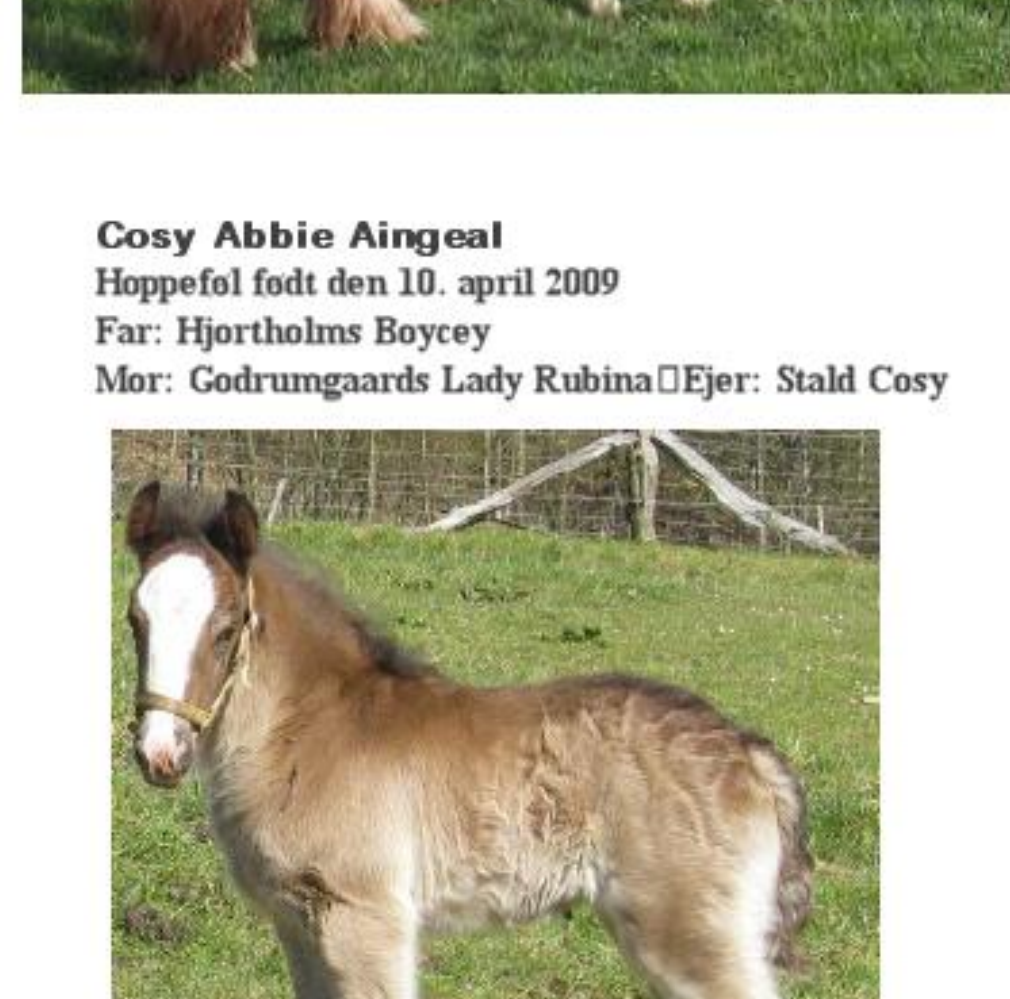 Cosy Abbie Aingeal
Hoppeføl født den 10. april 2009
Far: Hjortholms Boycey
Mor: Godrumgaards Lady Rubina□Ejer: Stald Cosy